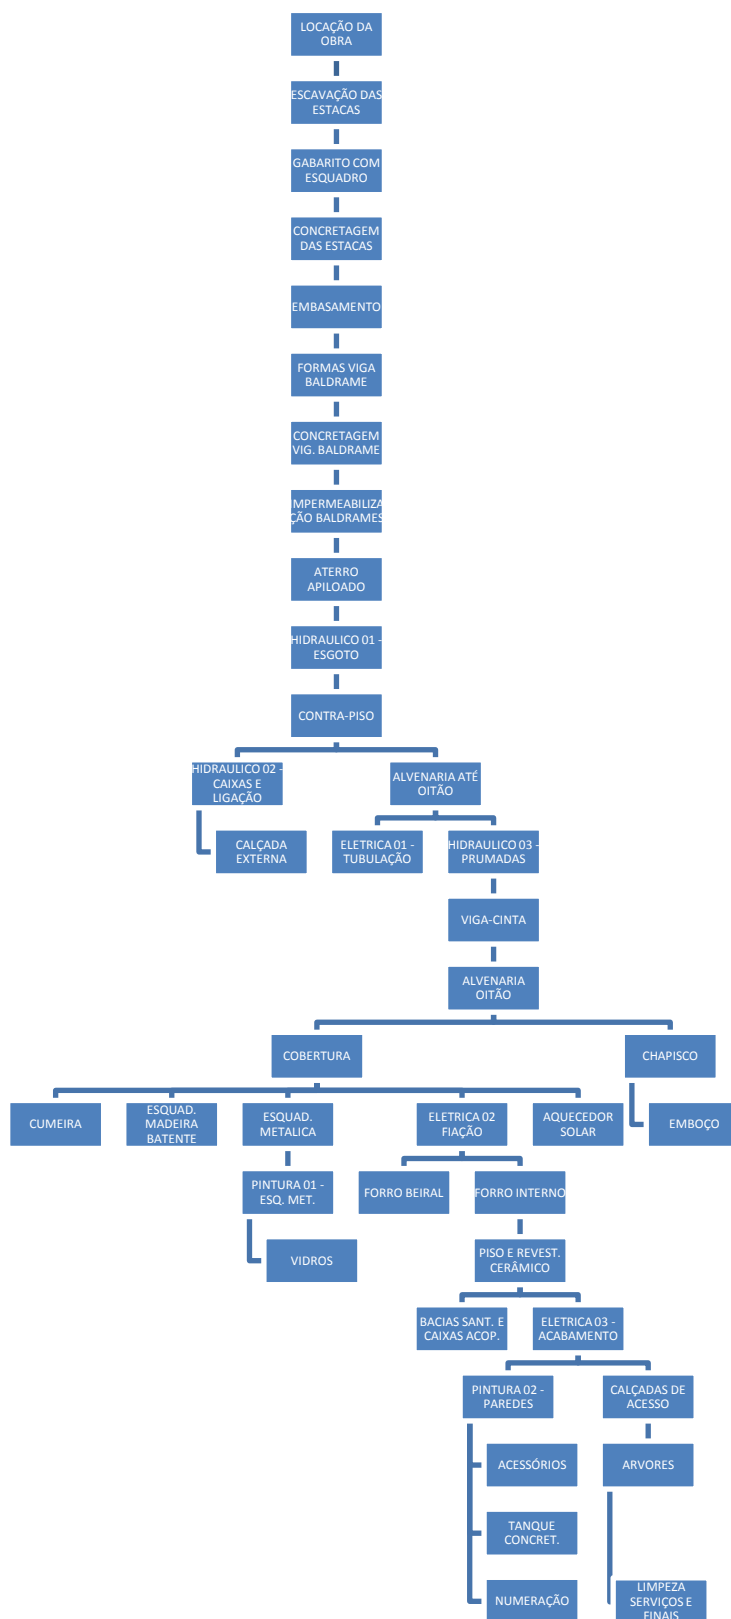 LOCAÇÃO DA
OBRA
ESCAVAÇÃO DAS
ESTACAS
GABARITO COM
ESQUADRO
CONCRETAGEM
DAS ESTACAS
EMBASAMENTO
FORMAS VIGA
BALDRAME
CONCRETAGEM
VIG. BALDRAME
IMPERMEABILIZA
ÇÃO BALDRAMES
ATERRO
APILOADO
HIDRAULICO 01 -
ESGOTO
CONTRA-PISO
HIDRAULICO 02 -
CAIXAS E
LIGAÇÃO
ALVENARIA ATÉ
OITÃO
CALÇADA
EXTERNA
ELETRICA 01 -
TUBULAÇÃO
HIDRAULICO 03 -
PRUMADAS
VIGA-CINTA
ALVENARIA
OITÃO
COBERTURA
CHAPISCO
CUMEIRA
ESQUAD.
MADEIRA
BATENTE
ESQUAD.
METALICA
ELETRICA 02
FIAÇÃO
AQUECEDOR
SOLAR
EMBOÇO
PINTURA 01 -
ESQ. MET.
FORRO BEIRAL
FORRO INTERNO
VIDROS
PISO E REVEST.
CERÂMICO
BACIAS SANT. E
CAIXAS ACOP.
ELETRICA 03 -
ACABAMENTO
PINTURA 02 -
PAREDES
CALÇADAS DE
ACESSO
ACESSÓRIOS
ARVORES
TANQUE
CONCRET.
NUMERAÇÃO
LIMPEZA
SERVIÇOS E
FINAIS